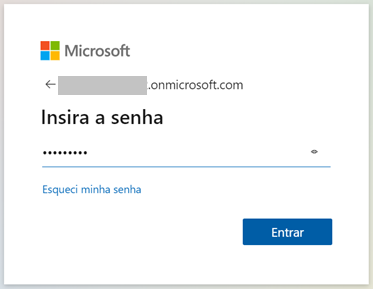 Microsoft
.onmicrosoft.com
Insira a senha
•••••••••
Esqueci minha senha
Entrar